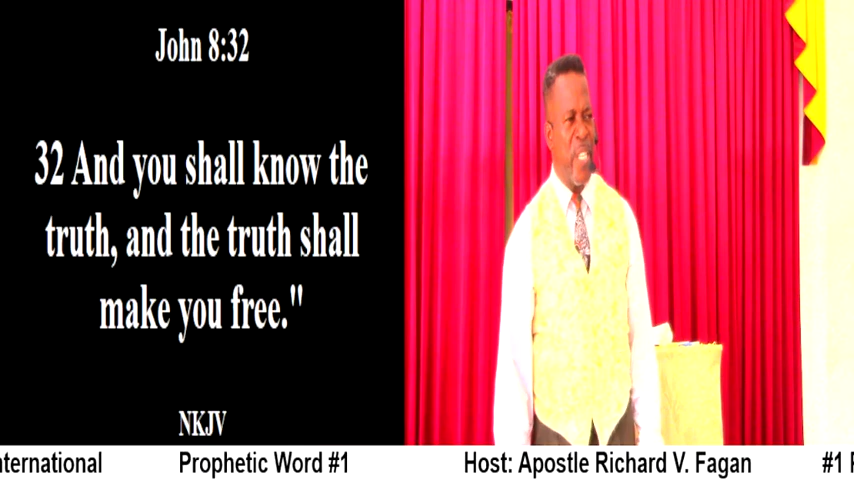 John 8:32
32 And you shall know the
truth, and the truth shall
make you free."
NKJV
nternational Prophetic Word #1 Host: Apostle Richard V. Fagan #1